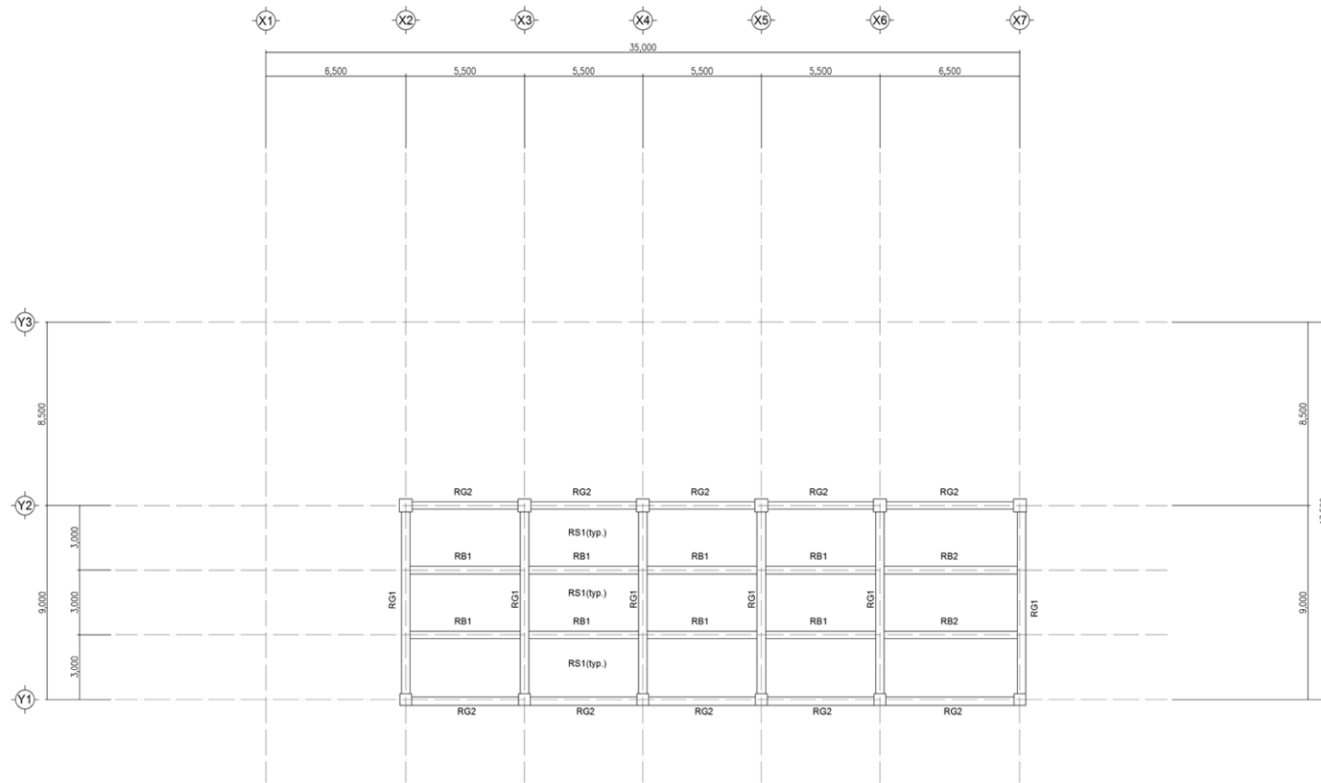 X1 X2 X3 X4 X5 X6 X7
35,000
6,500 5,500 5,500 5,500 5,500 6,500
Y3
8,500 8,500
Y2 RG2 RG2 RG2 RG2 RG2
3,000 RS1(typ.)
RB1 RB1 RB1 RB1 RB2
9,000 3,000 RG1 RG1 RS1(typ.) RG1 RG1 RG1 RG1 9,000
RB1 RB1 RB1 RB1 RB2
3,000 RS1(typ.)
Y1
RG2 RG2 RG2 RG2 RG2